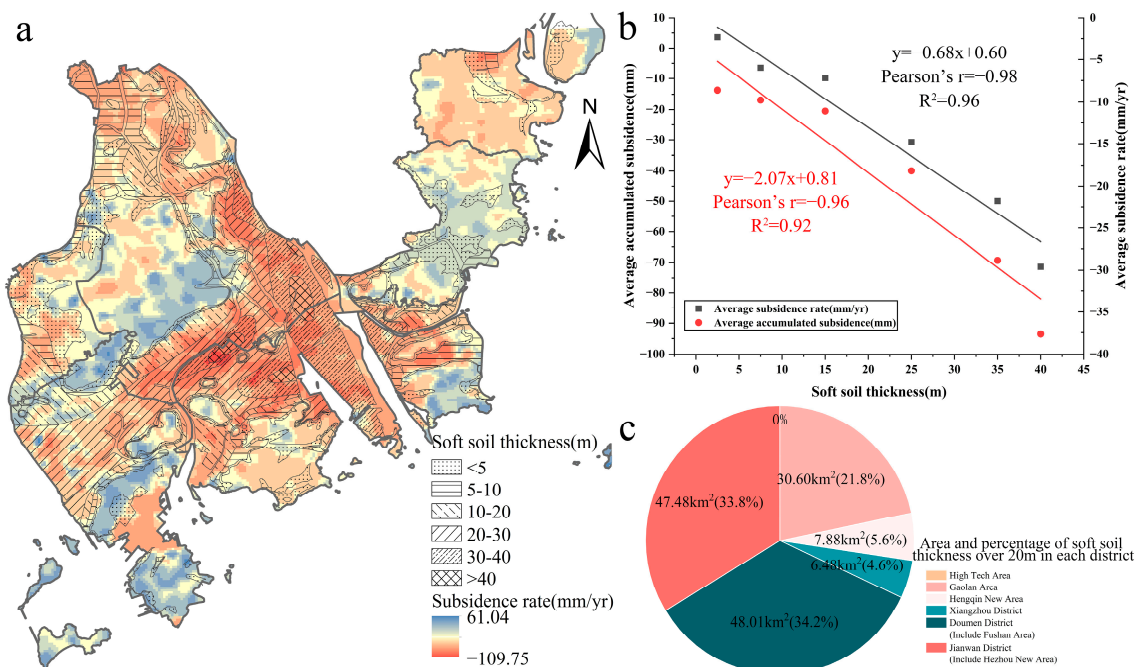 a
N
Soft soil thickness(m)
<5
5-10
10-20
20-30
30-40
>40
Subsidence rate(mm/yr)
61.04
−109.75
b
10
0
−10
−20
−30
−40
−50
−60
−70
−80
−90
−100
Average accumulated subsidence(mm)
0
−5
−10
−15
−20
−25
−30
−35
−40
Average subsidence rate(mm/yr)
y= 0.68x+0.60
Pearson's r=−0.98
R²=0.96
y=−2.07x+0.81
Pearson's r=−0.96
R²=0.92
Average subsidence rate(mm/yr)
Average accumulated subsidence(mm)
0 5 10 15 20 25 30 35 40 45
Soft soil thickness(m)
c
0%
30.60km²(21.8%)
47.48km²(33.8%)
7.88km²(5.6%)
6.48km²(4.6%)
48.01km²(34.2%)
Area and percentage of soft soil
thickness over 20m in each district
High Tech Area
Gaolan Area
Hengqin New Area
Xiangzhou District
Doumen District
(Include Fushan Area)
Jianwan District
(Include Hezhou New Area)